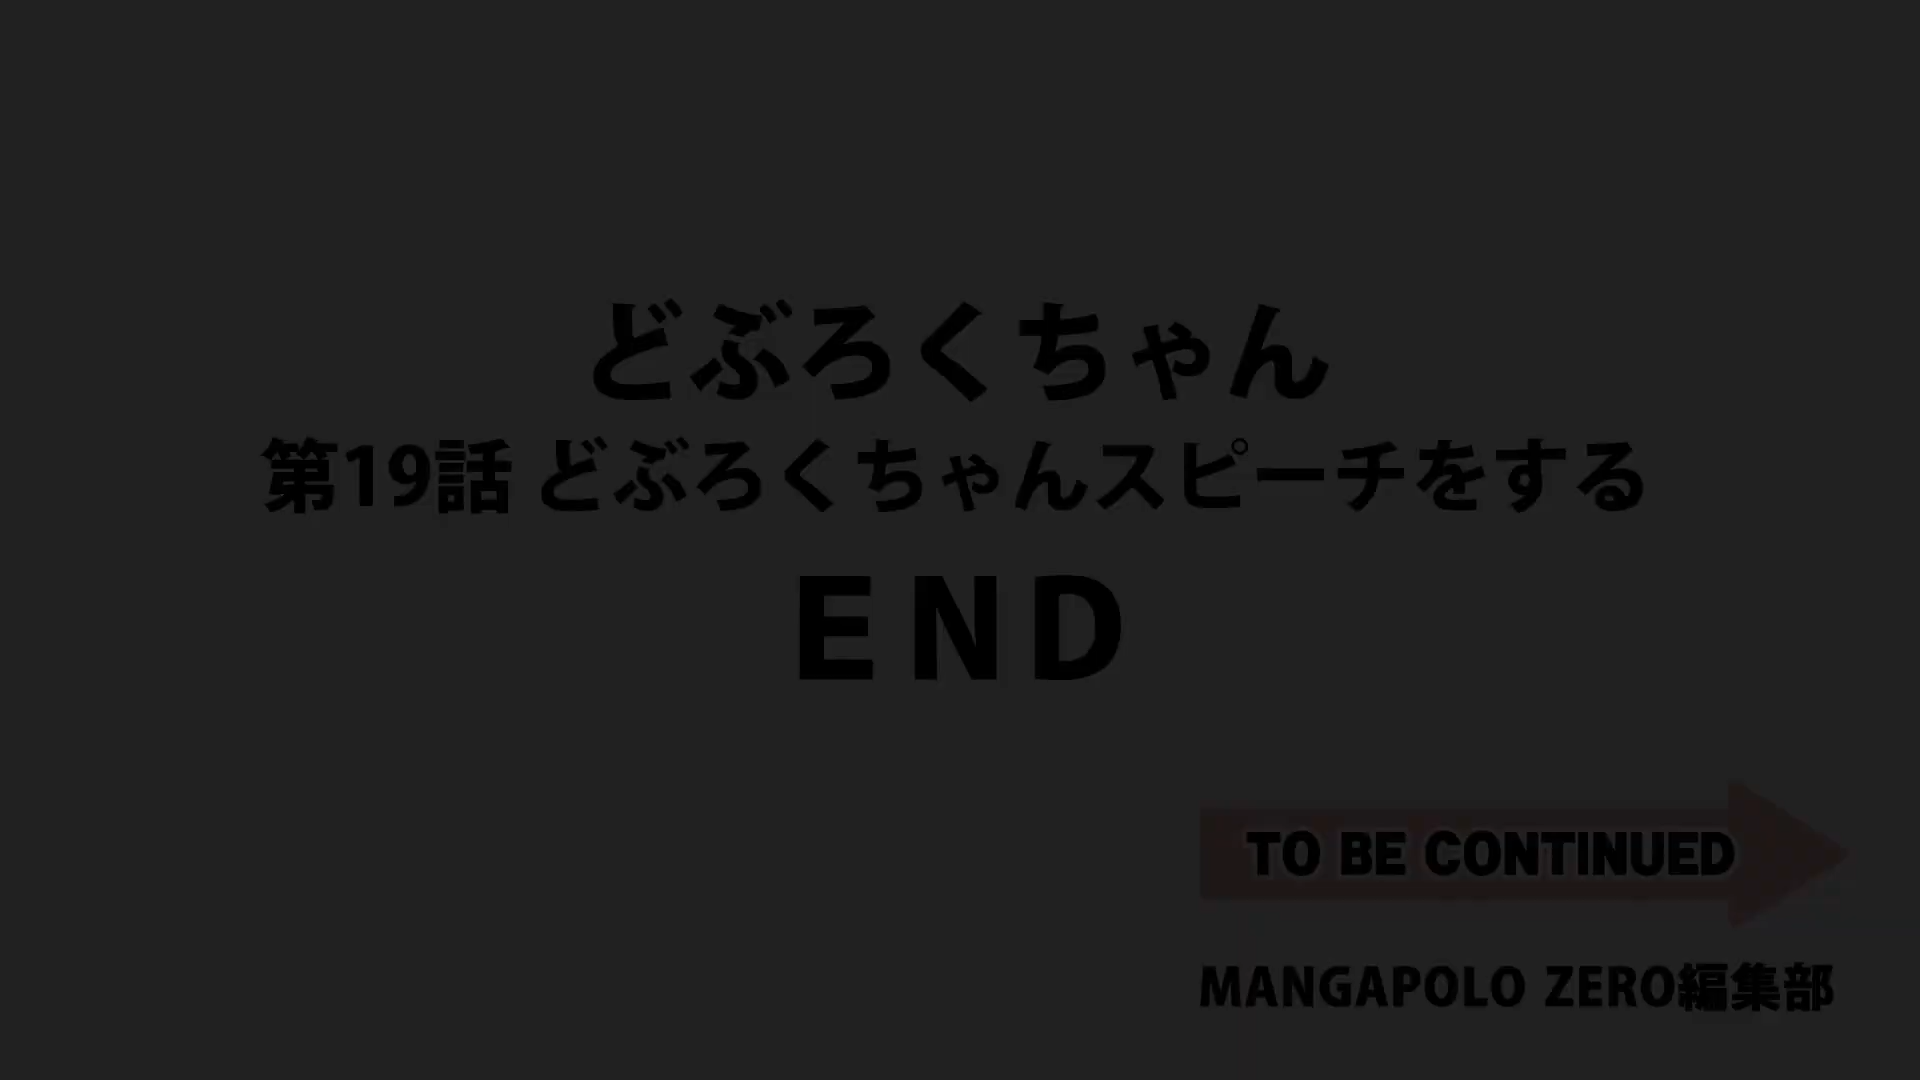 どぶろくちゃん
第19話 どぶろくちゃんスピーチをする
END
TO BE CONTINUED
MANGAPOLO ZERO編集部